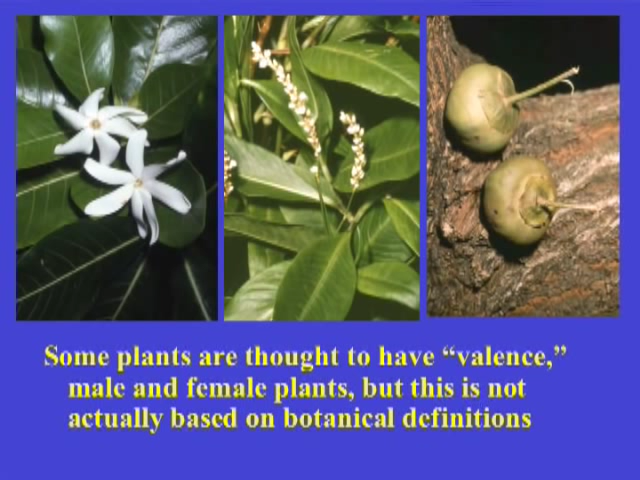 Some plants are thought to have “valence,”
male and female plants, but this is not
actually based on botanical definitions